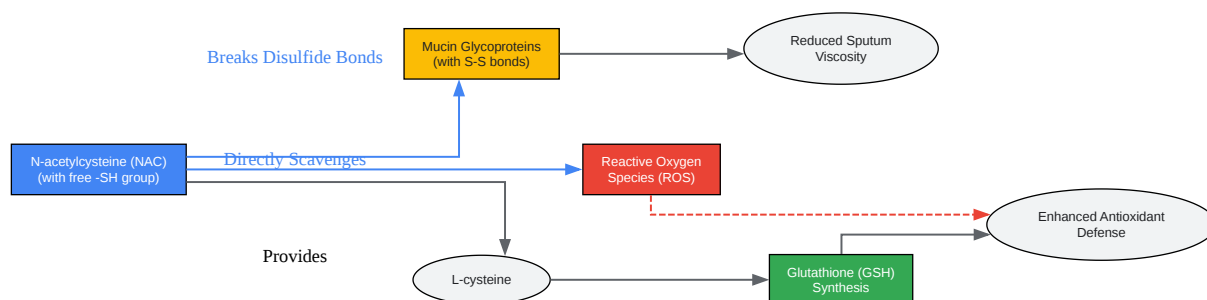 Breaks Disulfide Bonds
Mucin Glycoproteins
(with S-S bonds)
Reduced Sputum
Viscosity
N-acetylcysteine (NAC)
(with free -SH group)
Directly Scavenges
Reactive Oxygen
Species (ROS)
Enhanced Antioxidant
Defense
Provides
L-cysteine
Glutathione (GSH)
Synthesis